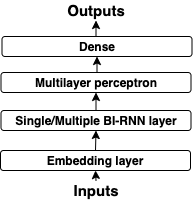 Outputs
Dense
Multilayer perceptron
Single/Multiple BI-RNN layer
Embedding layer
Inputs